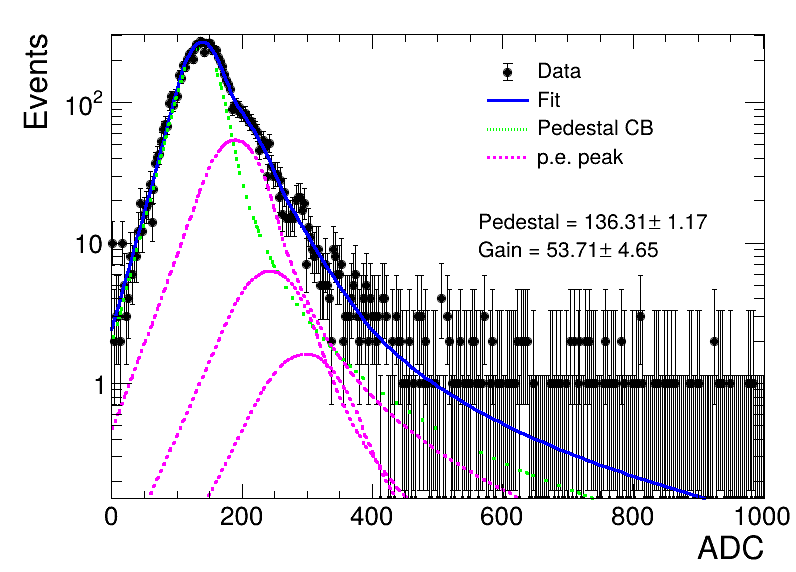 Events
10²
10
1
Data
Fit
Pedestal CB
p.e. peak
Pedestal = 136.31± 1.17
Gain = 53.71± 4.65
0 200 400 600 800 1000
ADC